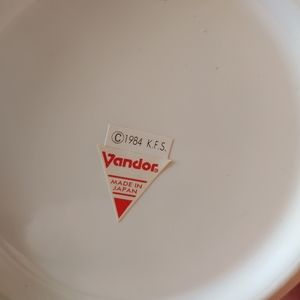 ©1984 K.F.S.
Vandor®
MADE IN
JAPAN